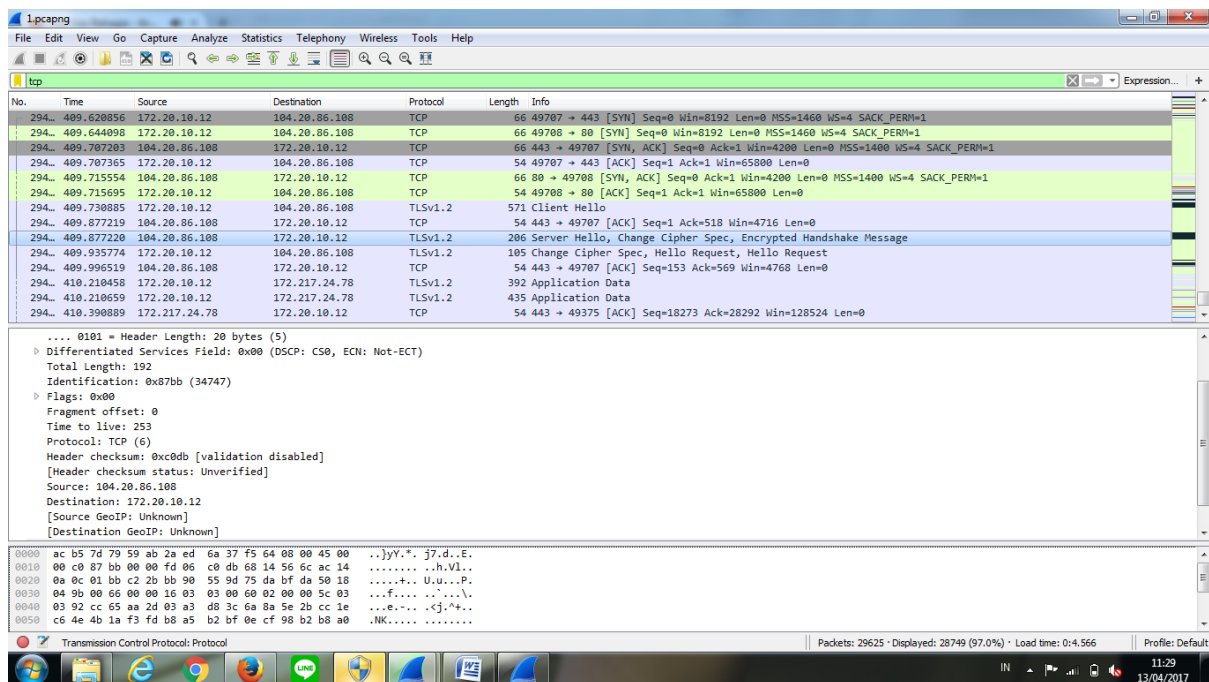 1.pcapng
File Edit View Go Capture Analyze Statistics Telephony Wireless Tools Help
tcp Expression... +
No. Time Source Destination Protocol Length Info
294… 409.620856 172.20.10.12 104.20.86.108 TCP 66 49707 → 443 [SYN] Seq=0 Win=8192 Len=0 MSS=1460 WS=4 SACK_PERM=1
294… 409.644098 172.20.10.12 104.20.86.108 TCP 66 49708 → 80 [SYN] Seq=0 Win=8192 Len=0 MSS=1460 WS=4 SACK_PERM=1
294… 409.707203 104.20.86.108 172.20.10.12 TCP 66 443 → 49707 [SYN, ACK] Seq=0 Ack=1 Win=4200 Len=0 MSS=1400 WS=4 SACK_PERM=1
294… 409.707365 172.20.10.12 104.20.86.108 TCP 54 49707 → 443 [ACK] Seq=1 Ack=1 Win=65800 Len=0
294… 409.715554 104.20.86.108 172.20.10.12 TCP 66 80 → 49708 [SYN, ACK] Seq=0 Ack=1 Win=4200 Len=0 MSS=1400 WS=4 SACK_PERM=1
294… 409.715695 172.20.10.12 104.20.86.108 TCP 54 49708 → 80 [ACK] Seq=1 Ack=1 Win=65800 Len=0
294… 409.730885 172.20.10.12 104.20.86.108 TLSv1.2 571 Client Hello
294… 409.877219 104.20.86.108 172.20.10.12 TCP 54 443 → 49707 [ACK] Seq=1 Ack=518 Win=4716 Len=0
294… 409.877220 104.20.86.108 172.20.10.12 TLSv1.2 206 Server Hello, Change Cipher Spec, Encrypted Handshake Message
294… 409.935774 172.20.10.12 104.20.86.108 TLSv1.2 105 Change Cipher Spec, Hello Request, Hello Request
294… 409.996519 104.20.86.108 172.20.10.12 TCP 54 443 → 49707 [ACK] Seq=153 Ack=569 Win=4768 Len=0
294… 410.210458 172.20.10.12 172.217.24.78 TLSv1.2 392 Application Data
294… 410.210659 172.20.10.12 172.217.24.78 TLSv1.2 435 Application Data
294… 410.390889 172.217.24.78 172.20.10.12 TCP 54 443 → 49375 [ACK] Seq=18273 Ack=28292 Win=128524 Len=0
.... 0101 = Header Length: 20 bytes (5)
Differentiated Services Field: 0x00 (DSCP: CS0, ECN: Not-ECT)
Total Length: 192
Identification: 0x87bb (34747)
Flags: 0x00
Fragment offset: 0
Time to live: 253
Protocol: TCP (6)
Header checksum: 0xc0db [validation disabled]
[Header checksum status: Unverified]
Source: 104.20.86.108
Destination: 172.20.10.12
[Source GeoIP: Unknown]
[Destination GeoIP: Unknown]
0000 ac b5 7d 79 59 ab 2a ed 6a 37 f5 64 08 00 45 00 ..}yY.*. j7.d..E.
0010 00 c0 87 bb 00 00 fd 06 c0 db 68 14 56 6c ac 14 ........ ..h.Vl..
0020 0a 0c 01 bb c2 2b bb 90 55 9d 75 da bf da 50 18 .....+.. U.u...P.
0030 04 9b 00 66 00 00 16 03 03 00 60 02 00 00 5c 03 ...f.... ..`...\.
0040 03 92 cc 65 aa 2d 03 a3 d8 3c 6a 8a 5e 2b cc 1e ...e.-.. .<j.^+..
0050 c6 4e 4b 1a f3 fd b8 a5 b2 bf 0e cf 98 b2 b8 a0 .NK..... ........
Transmission Control Protocol: Protocol Packets: 29625 · Displayed: 28749 (97.0%) · Load time: 0:4.566 Profile: Default
LINE IN 11:29
13/04/2017